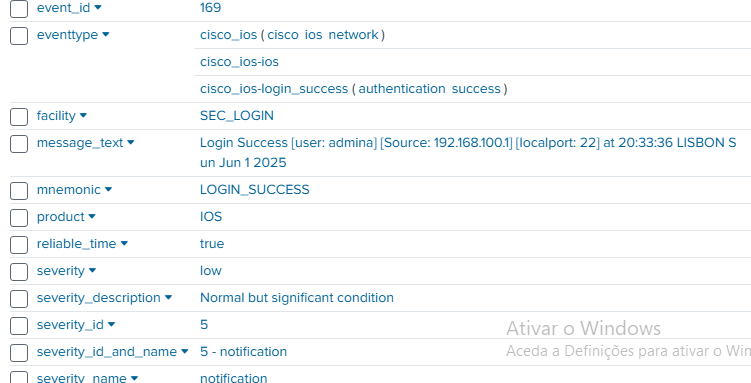 event_id 169
eventtype cisco_ios ( cisco ios network )
cisco_ios-ios
cisco_ios-login_success ( authentication success )
facility SEC_LOGIN
message_text Login Success [user: admina] [Source: 192.168.100.1] [localport: 22] at 20:33:36 LISBON S
un Jun 1 2025
mnemonic LOGIN_SUCCESS
product IOS
reliable_time true
severity low
severity_description Normal but significant condition
severity_id 5
Ativar o Windows
severity_id_and_name 5 - notification
Aceda a Definições para ativar o Win
severity_name notification